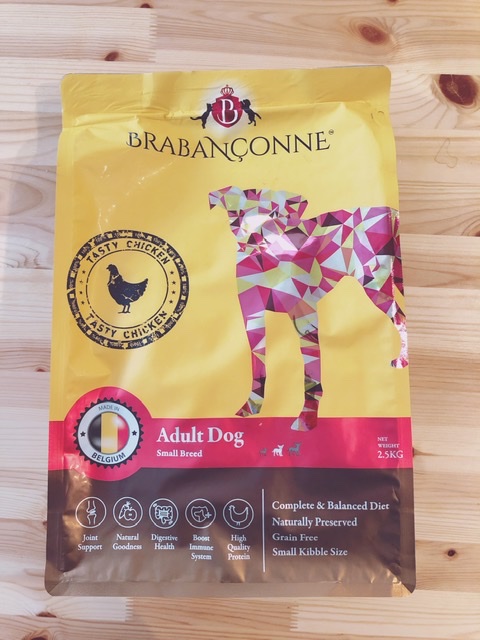 B
BRABANÇONNE™
TASTY CHICKEN
TASTY CHICKEN
MADE IN
BELGIUM
Adult Dog
Small Breed
NET
WEIGHT
2.5KG
Joint
Support
Natural
Goodness
Digestive
Health
Boost
Immune
System
High
Quality
Protein
Complete & Balanced Diet
Naturally Preserved
Grain Free
Small Kibble Size